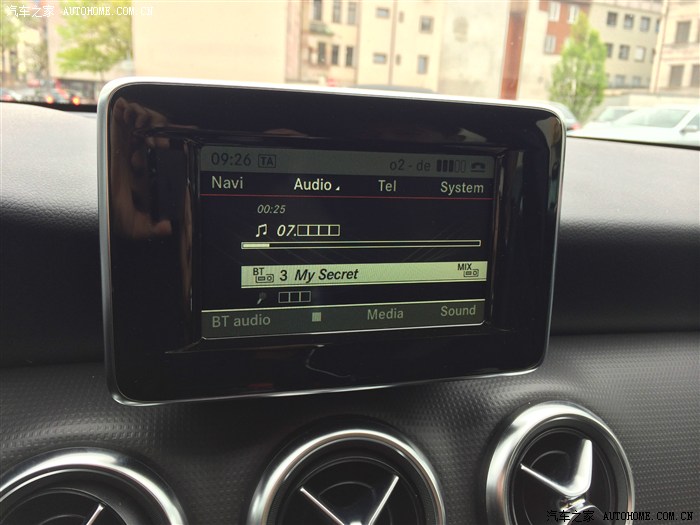 汽车之家 AUTOHOME.COM.CN
09:26 TA o2 - de
Navi Audio Tel System
00:25
07.□□□□
BT 3 My Secret MIX
□□□
BT audio Media Sound
汽车之家 AUTOHOME.COM.CN